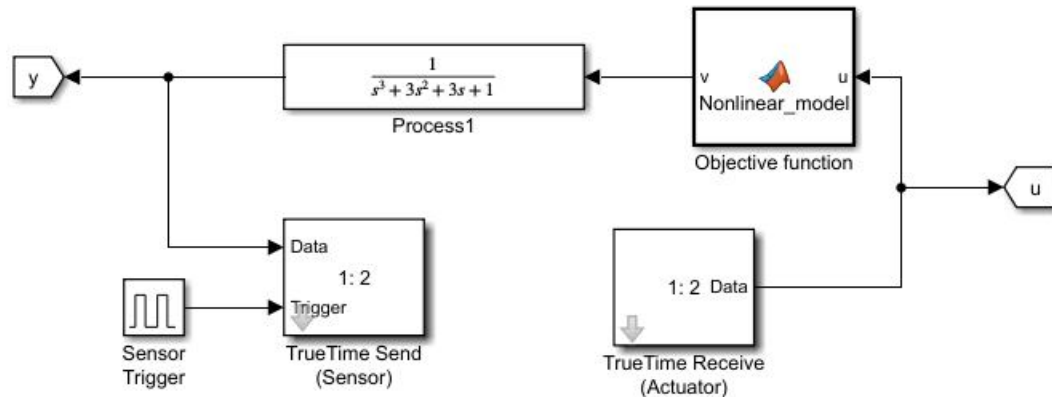 y
1
s³ + 3s² + 3s + 1
Process1
v
u
Nonlinear_model
Objective function
u
Data
1: 2
Trigger
Sensor
Trigger
TrueTime Send
(Sensor)
1: 2
Data
TrueTime Receive
(Actuator)